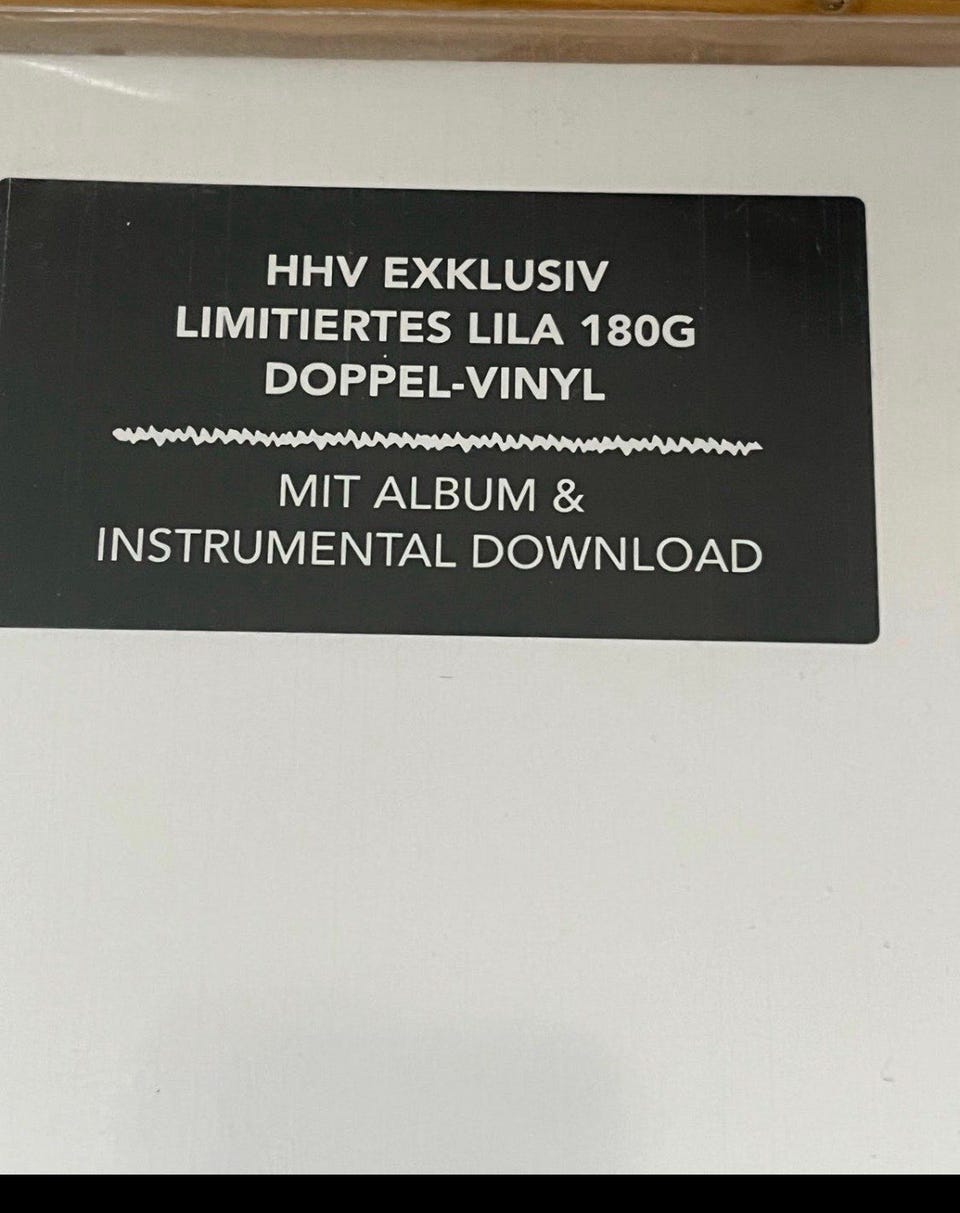 HHV EXKLUSIV
LIMITIERTES LILA 180G
DOPPEL-VINYL
MIT ALBUM &
INSTRUMENTAL DOWNLOAD